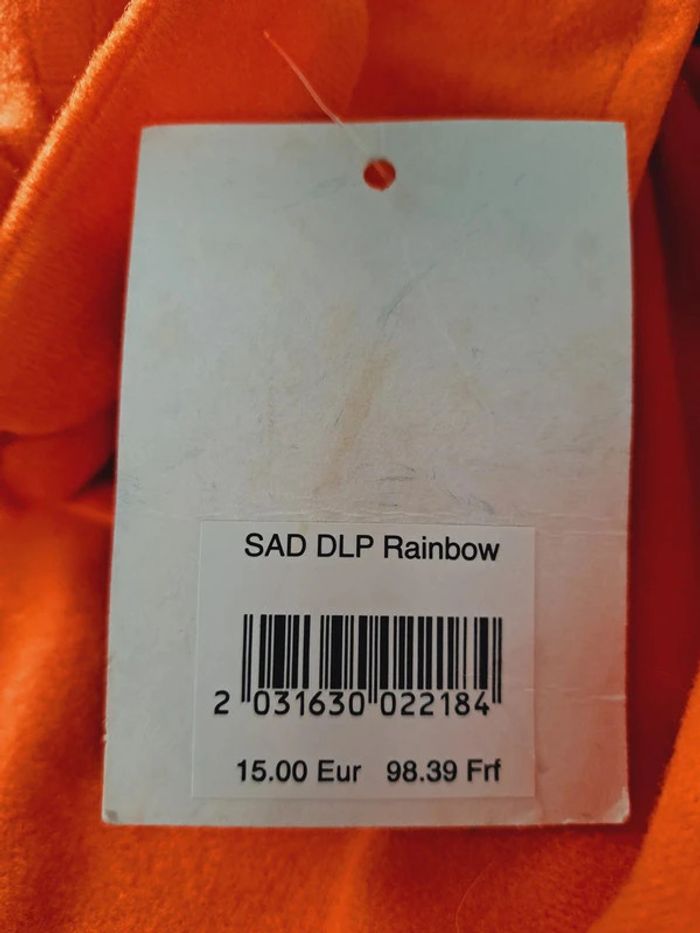 SAD DLP Rainbow
2 031630 022184
15.00 Eur 98.39 Frf